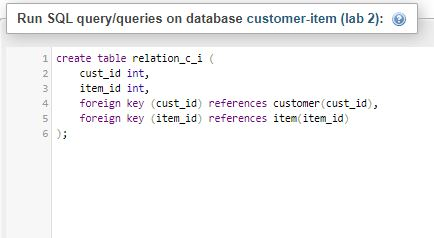 Run SQL query/queries on database customer-item (lab 2):
1 create table relation_c_i (
2 cust_id int,
3 item_id int,
4 foreign key (cust_id) references customer(cust_id),
5 foreign key (item_id) references item(item_id)
6 );